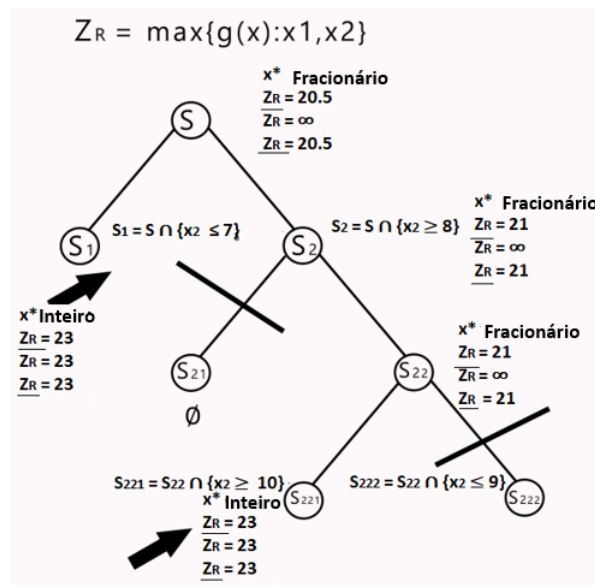 ZR = max{g(x):x1,x2}
x* Fracionário
ZR = 20.5
ZR = ∞
ZR = 20.5
S
S1 = S ∩ {x2 ≤ 7}
S2 = S ∩ {x2 ≥ 8}
x* Fracionário
ZR = 21
ZR = ∞
ZR = 21
S1
S2
x* Inteiro
ZR = 23
ZR = 23
ZR = 23
x* Fracionário
ZR = 21
ZR = ∞
ZR = 21
S21
S22
∅
S221 = S22 ∩ {x2 ≥ 10}
S222 = S22 ∩ {x2 ≤ 9}
x* Inteiro
ZR = 23
ZR = 23
ZR = 23
S221
S222